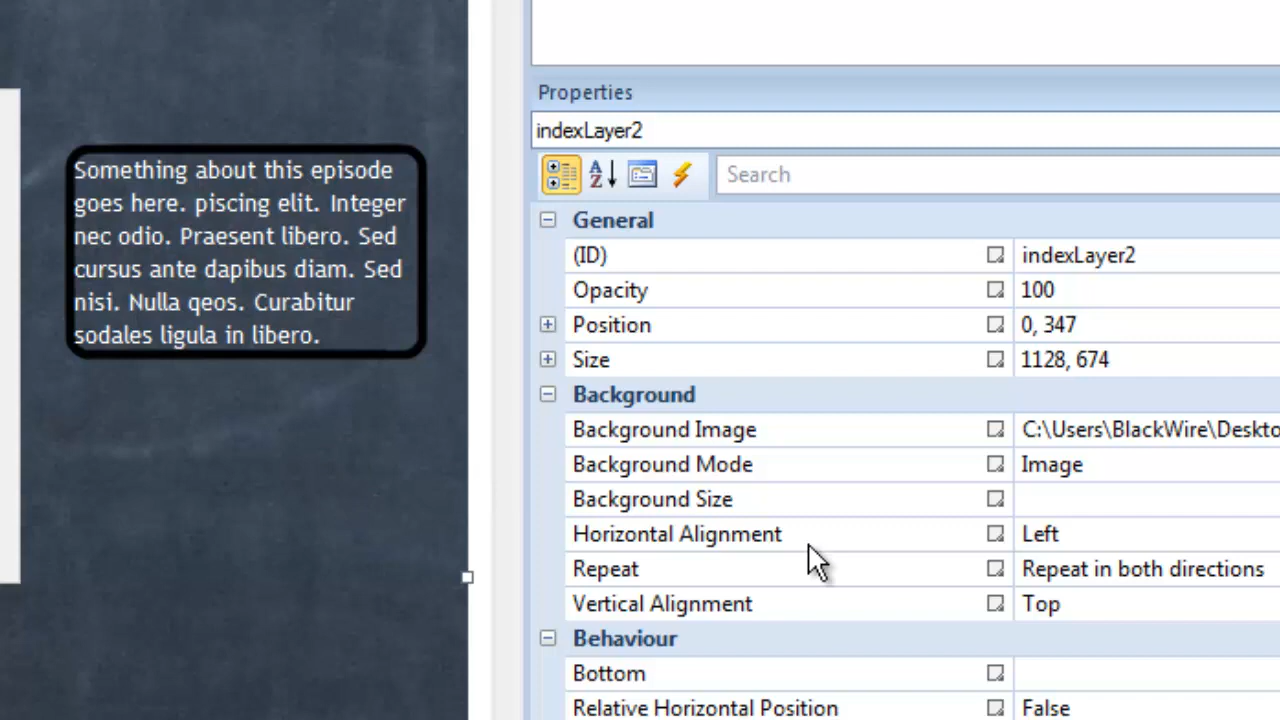 Something about this episode
goes here. piscing elit. Integer
nec odio. Praesent libero. Sed
cursus ante dapibus diam. Sed
nisi. Nulla qeos. Curabitur
sodales ligula in libero.
Properties
indexLayer2
Search
General
(ID) indexLayer2
Opacity 100
Position 0, 347
Size 1128, 674
Background
Background Image C:\Users\BlackWire\Deskto
Background Mode Image
Background Size
Horizontal Alignment Left
Repeat Repeat in both directions
Vertical Alignment Top
Behaviour
Bottom
Relative Horizontal Position False